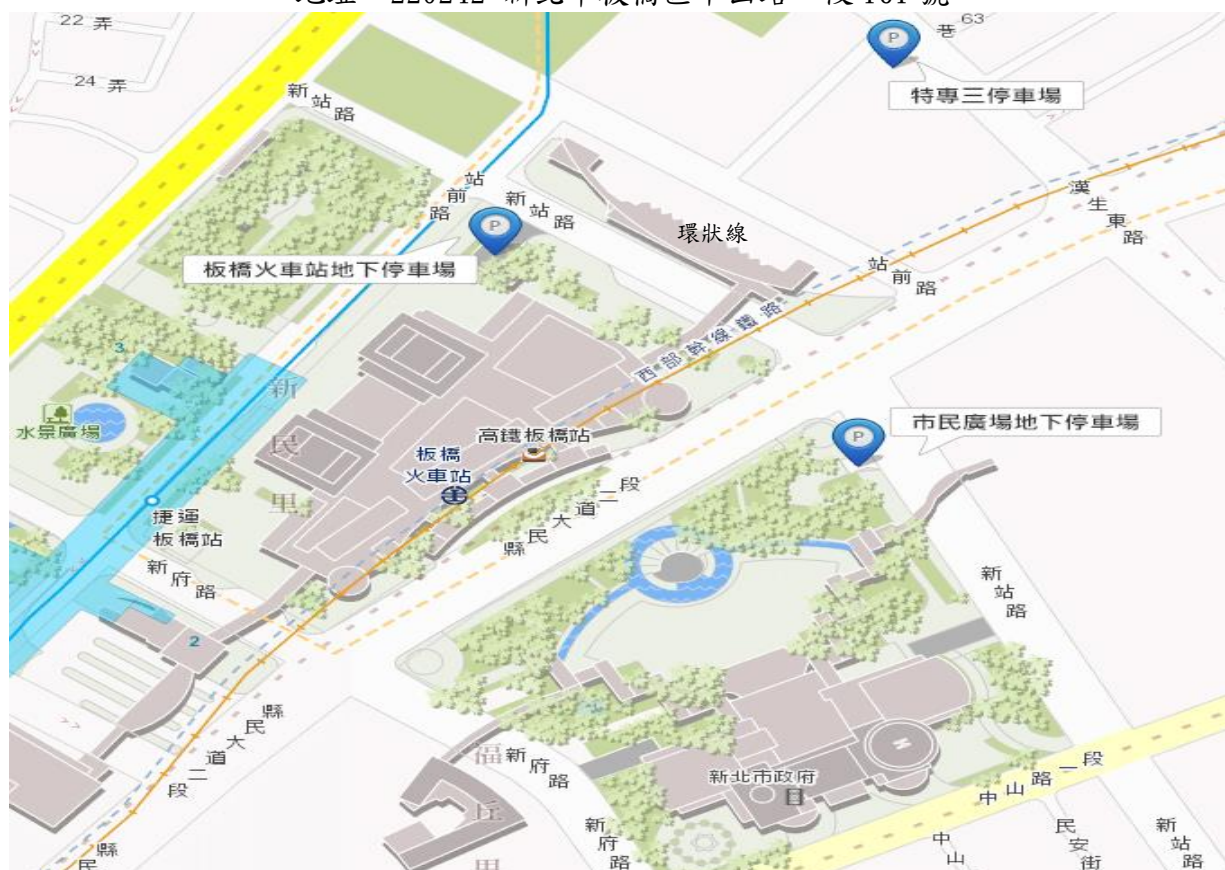 22 弄
24 弄
新站路
63
巷
特專三停車場
站前路
新站路
環狀線
漢生東路
板橋火車站地下停車場
站前路
西部幹線鐵路
3
水景廣場
新民里
高鐵板橋站
板橋
火車站
市民廣場地下停車場
縣民大道二段
捷運
板橋站
新府路
2
新站路
縣民大道二段
福丘里
新府路
新北市政府
中山路一段
新府路
中山
民安街
新站路
縣民